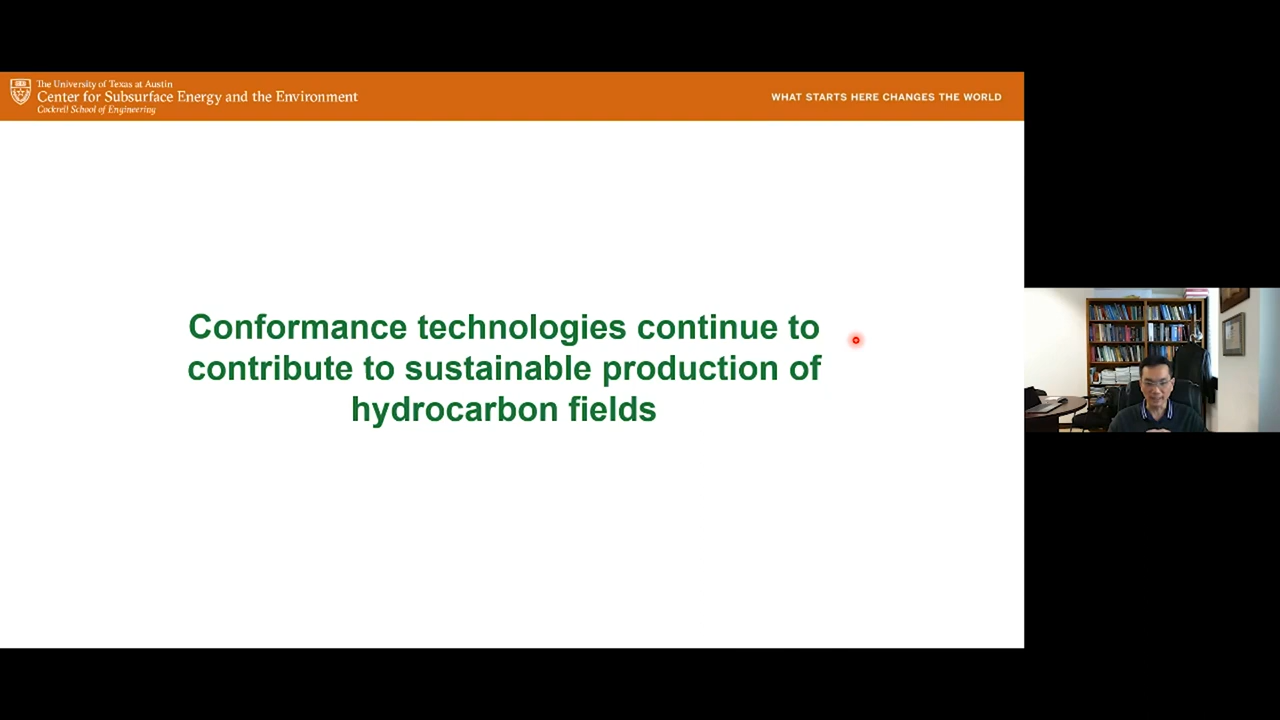 The University of Texas at Austin
Center for Subsurface Energy and the Environment
Cockrell School of Engineering
WHAT STARTS HERE CHANGES THE WORLD
Conformance technologies continue to
contribute to sustainable production of
hydrocarbon fields